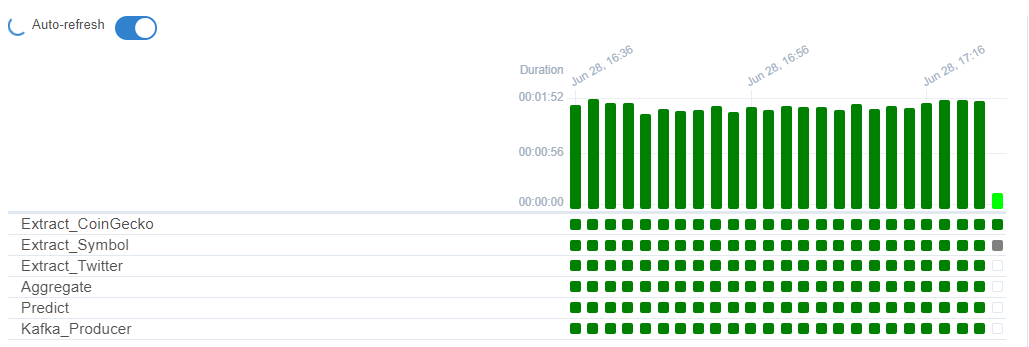 Auto-refresh
Jun 28, 16:36
Jun 28, 16:56
Jun 28, 17:16
Duration
00:01:52
00:00:56
00:00:00
Extract_CoinGecko
Extract_Symbol
Extract_Twitter
Aggregate
Predict
Kafka_Producer